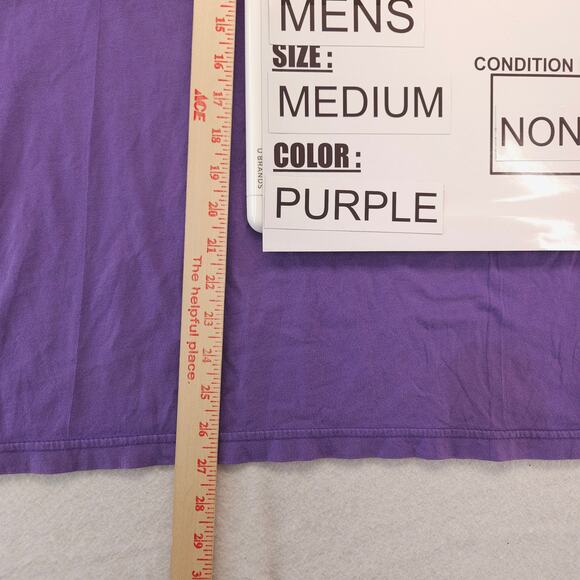 MENS
SIZE :
MEDIUM
COLOR :
PURPLE
CONDITION
NON
U BRANDS
15
16
17
ACE
18
19
20
21
The helpful place.
22
23
24
25
26
27
28
29